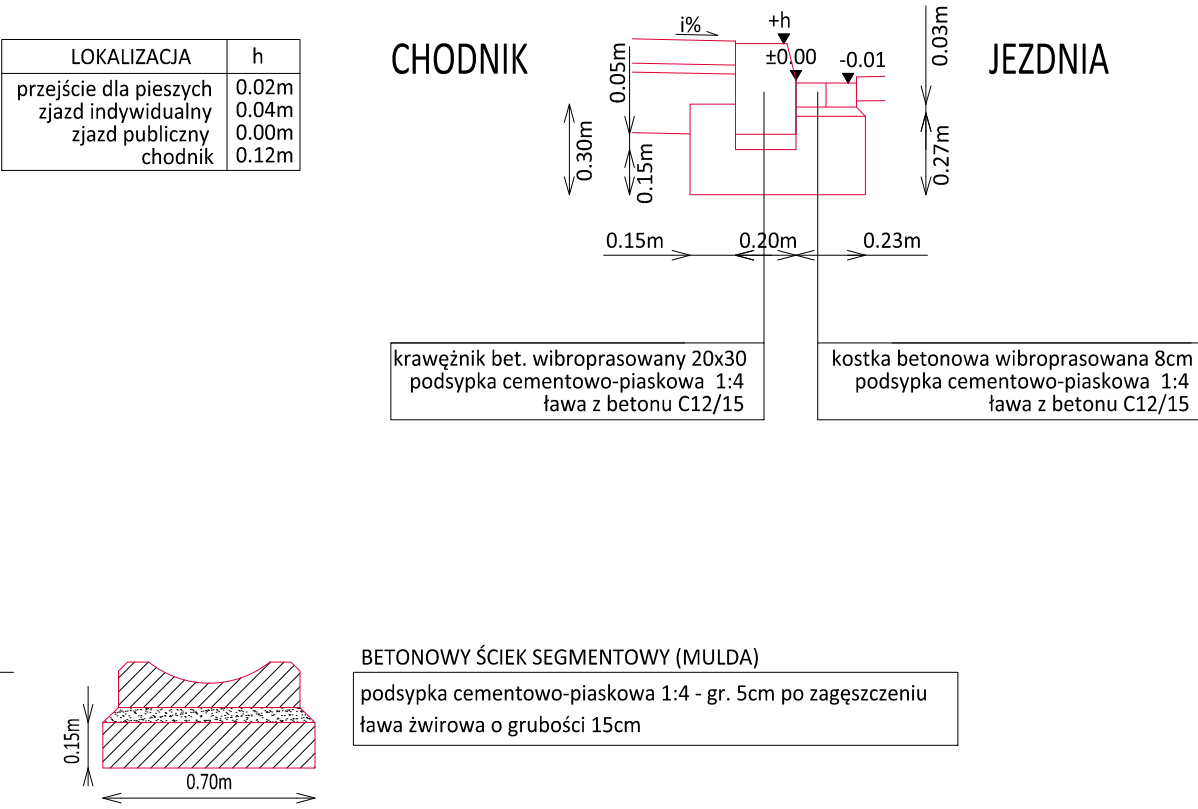 LOKALIZACJA h
przejście dla pieszych 0.02m
zjazd indywidualny 0.04m
zjazd publiczny 0.00m
chodnik 0.12m
CHODNIK
JEZDNIA
i%
+h
±0.00
-0.01
0.05m
0.03m
0.30m
0.15m
0.27m
0.15m
0.20m
0.23m
krawężnik bet. wibroprasowany 20x30
podsypka cementowo-piaskowa 1:4
ława z betonu C12/15
kostka betonowa wibroprasowana 8cm
podsypka cementowo-piaskowa 1:4
ława z betonu C12/15
BETONOWY ŚCIEK SEGMENTOWY (MULDA)
podsypka cementowo-piaskowa 1:4 - gr. 5cm po zagęszczeniu
ława żwirowa o grubości 15cm
0.15m
0.70m